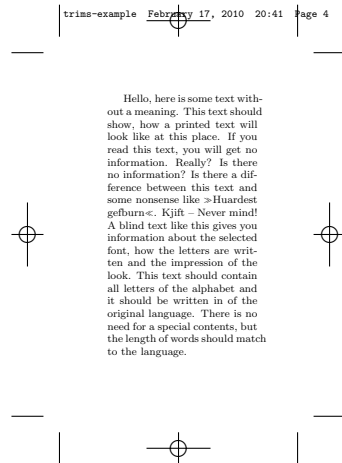 trims-example February 17, 2010 20:41 Page 4
Hello, here is some text with-
out a meaning. This text should
show, how a printed text will
look like at this place. If you
read this text, you will get no
information. Really? Is there
no information? Is there a dif-
ference between this text and
some nonsense like ≫Huardest
gefburn≪. Kjift – Never mind!
A blind text like this gives you
information about the selected
font, how the letters are writ-
ten and the impression of the
look. This text should contain
all letters of the alphabet and
it should be written in of the
original language. There is no
need for a special contents, but
the length of words should match
to the language.